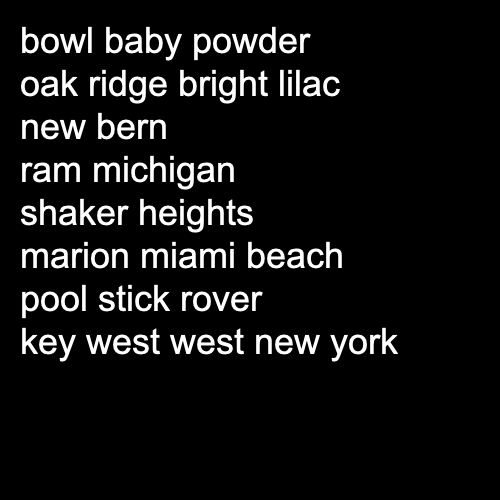 bowl baby powder
oak ridge bright lilac
new bern
ram michigan
shaker heights
marion miami beach
pool stick rover
key west west new york